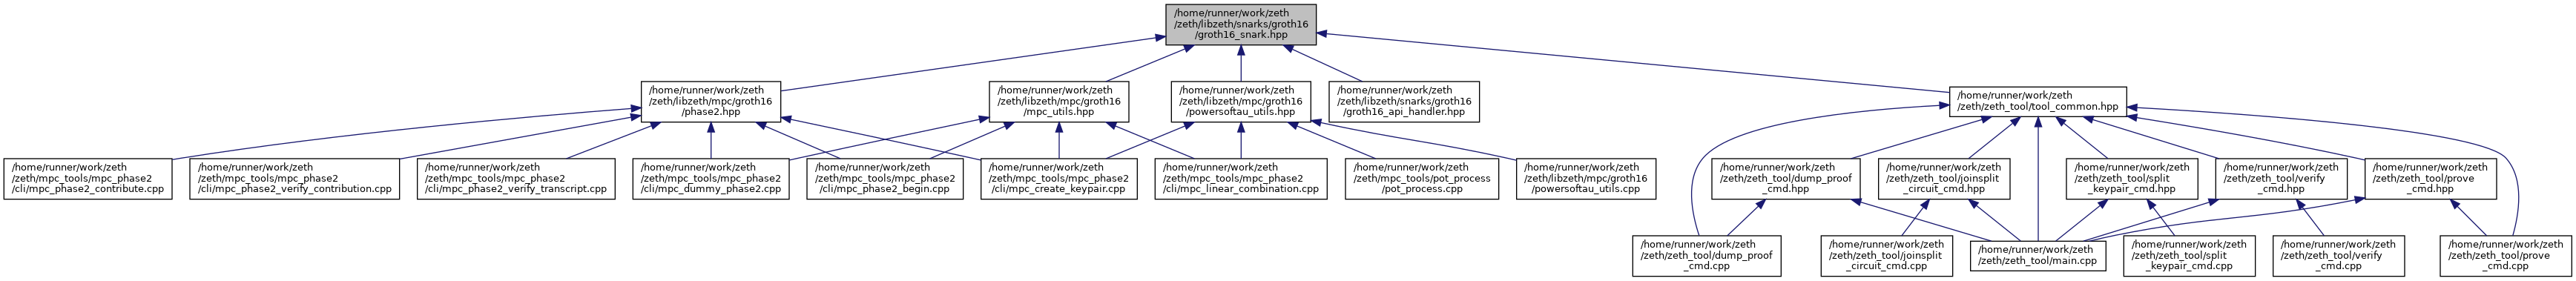 /home/runner/work/zeth
/zeth/libzeth/snarks/groth16
/groth16_snark.hpp
/home/runner/work/zeth
/zeth/libzeth/mpc/groth16
/phase2.hpp
/home/runner/work/zeth
/zeth/libzeth/mpc/groth16
/mpc_utils.hpp
/home/runner/work/zeth
/zeth/libzeth/mpc/groth16
/powersoftau_utils.hpp
/home/runner/work/zeth
/zeth/libzeth/snarks/groth16
/groth16_api_handler.hpp
/home/runner/work/zeth
/zeth/zeth_tool/tool_common.hpp
/home/runner/work/zeth
/zeth/mpc_tools/mpc_phase2
/cli/mpc_phase2_contribute.cpp
/home/runner/work/zeth
/zeth/mpc_tools/mpc_phase2
/cli/mpc_phase2_verify_contribution.cpp
/home/runner/work/zeth
/zeth/mpc_tools/mpc_phase2
/cli/mpc_phase2_verify_transcript.cpp
/home/runner/work/zeth
/zeth/mpc_tools/mpc_phase2
/cli/mpc_dummy_phase2.cpp
/home/runner/work/zeth
/zeth/mpc_tools/mpc_phase2
/cli/mpc_phase2_begin.cpp
/home/runner/work/zeth
/zeth/mpc_tools/mpc_phase2
/cli/mpc_create_keypair.cpp
/home/runner/work/zeth
/zeth/mpc_tools/mpc_phase2
/cli/mpc_linear_combination.cpp
/home/runner/work/zeth
/zeth/mpc_tools/pot_process
/pot_process.cpp
/home/runner/work/zeth
/zeth/libzeth/mpc/groth16
/powersoftau_utils.cpp
/home/runner/work/zeth
/zeth/zeth_tool/dump_proof
_cmd.hpp
/home/runner/work/zeth
/zeth/zeth_tool/joinsplit
_circuit_cmd.hpp
/home/runner/work/zeth
/zeth/zeth_tool/split
_keypair_cmd.hpp
/home/runner/work/zeth
/zeth/zeth_tool/verify
_cmd.hpp
/home/runner/work/zeth
/zeth/zeth_tool/prove
_cmd.hpp
/home/runner/work/zeth
/zeth/zeth_tool/dump_proof
_cmd.cpp
/home/runner/work/zeth
/zeth/zeth_tool/joinsplit
_circuit_cmd.cpp
/home/runner/work/zeth
/zeth/zeth_tool/main.cpp
/home/runner/work/zeth
/zeth/zeth_tool/split
_keypair_cmd.cpp
/home/runner/work/zeth
/zeth/zeth_tool/verify
_cmd.cpp
/home/runner/work/zeth
/zeth/zeth_tool/prove
_cmd.cpp